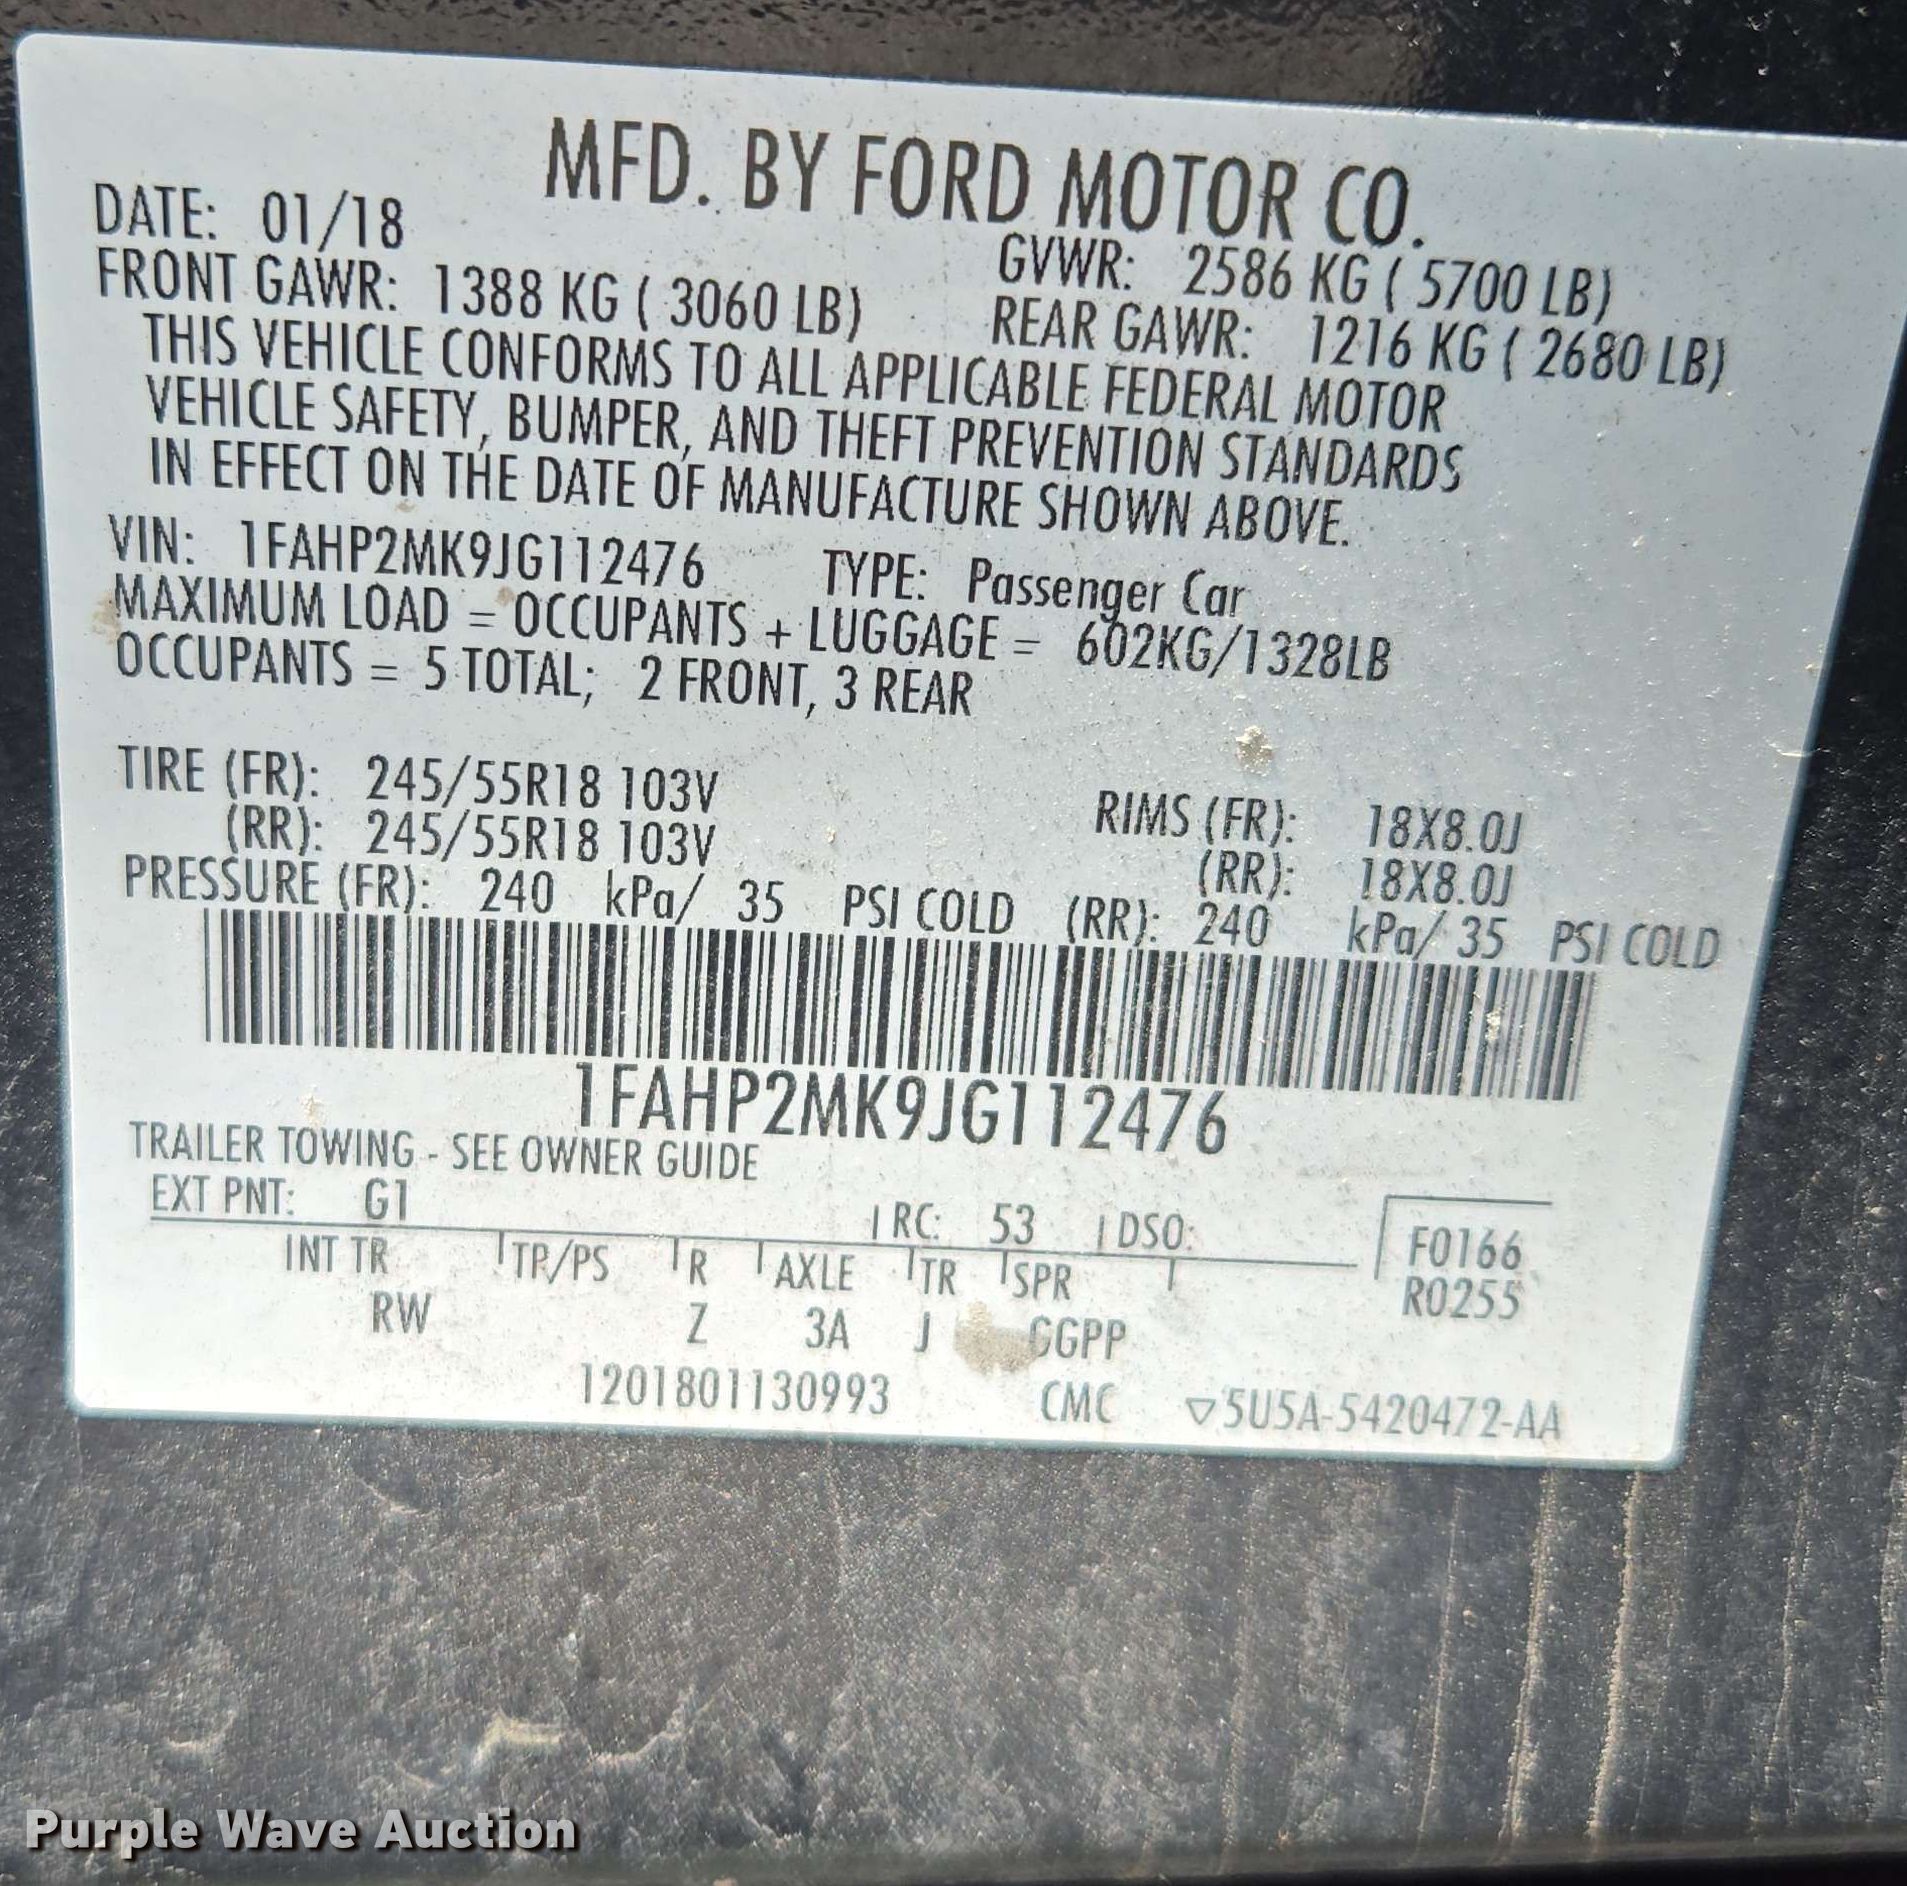 MFD. BY FORD MOTOR CO.
DATE: 01/18
GVWR: 2586 KG ( 5700 LB)
FRONT GAWR: 1388 KG ( 3060 LB)
REAR GAWR: 1216 KG ( 2680 LB)
THIS VEHICLE CONFORMS TO ALL APPLICABLE FEDERAL MOTOR
VEHICLE SAFETY, BUMPER, AND THEFT PREVENTION STANDARDS
IN EFFECT ON THE DATE OF MANUFACTURE SHOWN ABOVE.
VIN: 1FAHP2MK9JG112476 TYPE: Passenger Car
MAXIMUM LOAD = OCCUPANTS + LUGGAGE = 602KG/1328LB
OCCUPANTS = 5 TOTAL; 2 FRONT, 3 REAR
TIRE (FR): 245/55R18 103V RIMS (FR): 18X8.0J
(RR): 245/55R18 103V (RR): 18X8.0J
PRESSURE (FR): 240 kPa/ 35 PSI COLD (RR): 240 kPa/ 35 PSI COLD
1FAHP2MK9JG112476
TRAILER TOWING - SEE OWNER GUIDE
EXT PNT: G1 RC: 53 DSO: F0166
INT TR TP/PS R AXLE TR SPR R0255
RW Z 3A J GGPP
1201801130993 CMC ▽5U5A-5420472-AA
Purple Wave Auction